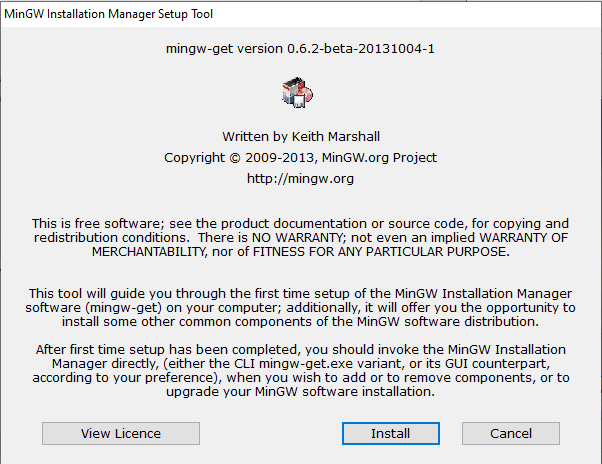 MinGW Installation Manager Setup Tool
mingw-get version 0.6.2-beta-20131004-1
Written by Keith Marshall
Copyright © 2009-2013, MinGW.org Project
http://mingw.org
This is free software; see the product documentation or source code, for copying and
redistribution conditions.  There is NO WARRANTY; not even an implied WARRANTY OF
MERCHANTABILITY, nor of FITNESS FOR ANY PARTICULAR PURPOSE.
This tool will guide you through the first time setup of the MinGW Installation Manager
software (mingw-get) on your computer; additionally, it will offer you the opportunity to
install some other common components of the MinGW software distribution.
After first time setup has been completed, you should invoke the MinGW Installation
Manager directly, (either the CLI mingw-get.exe variant, or its GUI counterpart,
according to your preference), when you wish to add or to remove components, or to
upgrade your MinGW software installation.
View Licence
Install
Cancel